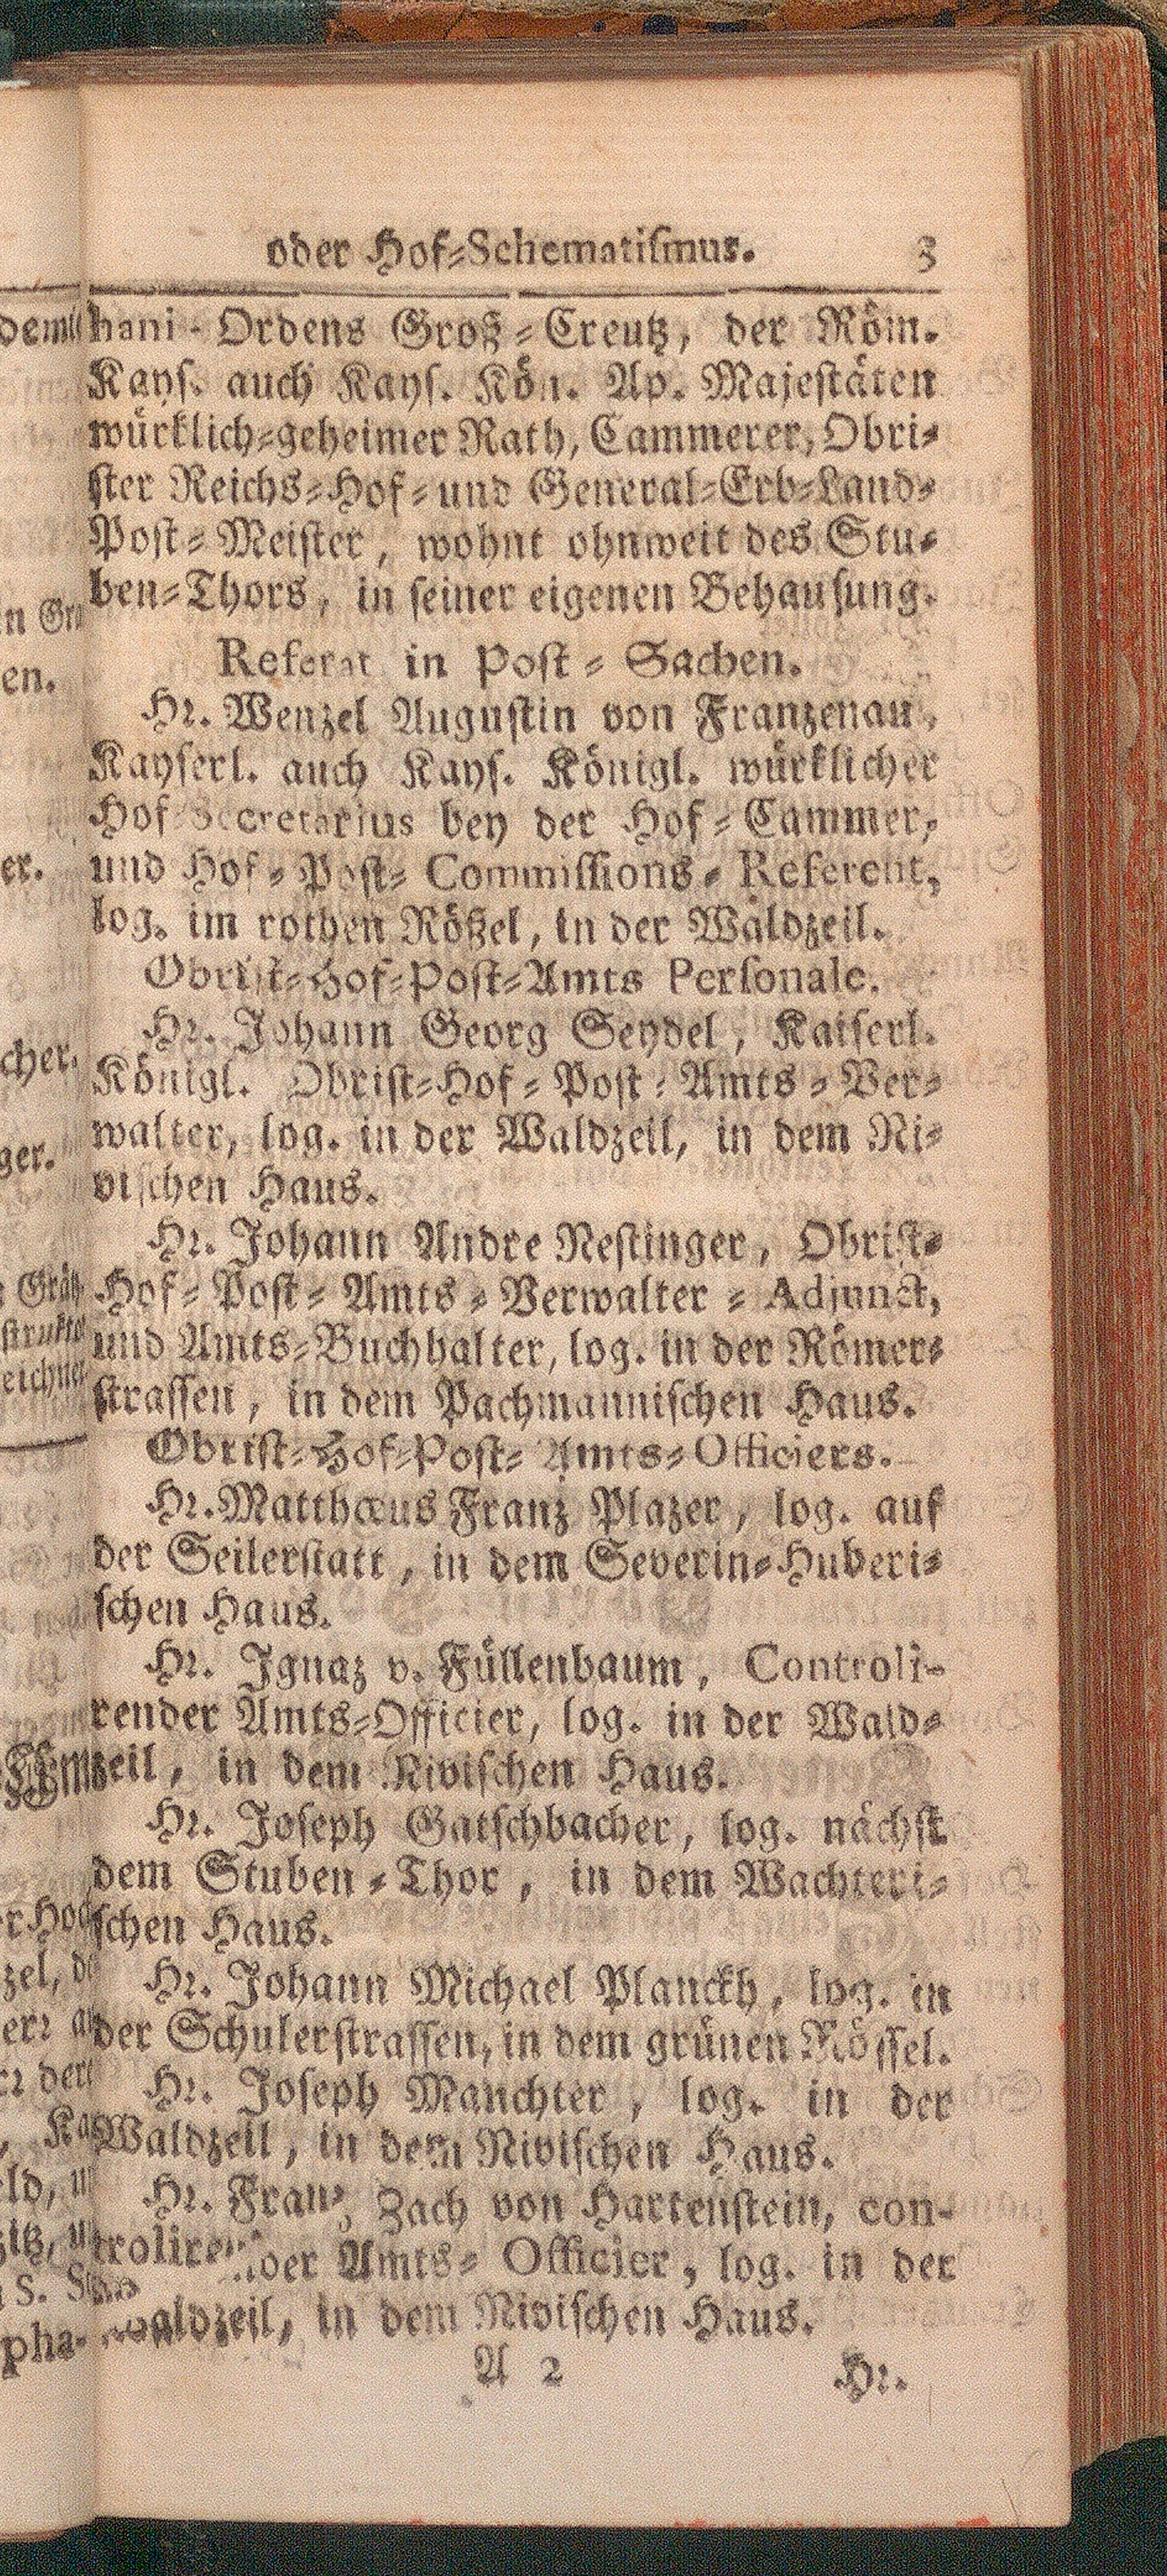 oder Hof-Schematismus. 3
hani-Ordens Groß-Creutz, der Röm.
Kays. auch Kays. Kön. Ap. Majestäten
würklich-geheimer Rath, Cammerer, Obri-
ster Reichs-Hof-und General-Erb-Land-
Post-Meister, wohnt ohnweit des Stu-
ben-Thors, in seiner eigenen Behausung.
Referat in Post-Sachen.
Hr. Wenzel Augustin von Franzenau,
Kayserl. auch Kays. Königl. würklicher
Hof-Secretarius bey der Hof-Cammer,
und Hof-Post-Commissions-Referent,
log. im rothen Rößel, in der Waldzeil.
Obrist-Hof-Post-Amts Personale.
Hr. Johann Georg Seydel, Kaiserl.
Königl. Obrist-Hof-Post-Amts-Ver-
walter, log. in der Waldzeil, in dem Ri-
vischen Haus.
Hr. Johann Andre Nestinger, Obrist-
Hof-Post-Amts-Verwalter-Adjunct,
und Amts-Buchhalter, log. in der Römer-
strassen, in dem Pachmannischen Haus.
Obrist-Hof-Post-Amts-Officiers.
Hr. Matthæus Franz Plazer, log. auf
der Seilerstatt, in dem Severin-Huberi-
schen Haus.
Hr. Ignaz v. Füllenbaum, Controli-
render Amts-Officier, log. in der Wald-
zeil, in dem Rivischen Haus.
Hr. Joseph Gatschbacher, log. nächst
dem Stuben-Thor, in dem Wachteri-
schen Haus.
Hr. Johann Michael Planckh, log. in
der Schulerstrassen, in dem grünen Rössel.
Hr. Joseph Manchter, log. in der
Waldzeil, in dem Rivischen Haus.
Hr. Franz Zach von Hartenstein, con-
trolirender Amts-Officier, log. in der
Waldzeil, in dem Rivischen Haus.
A 2 Hr.